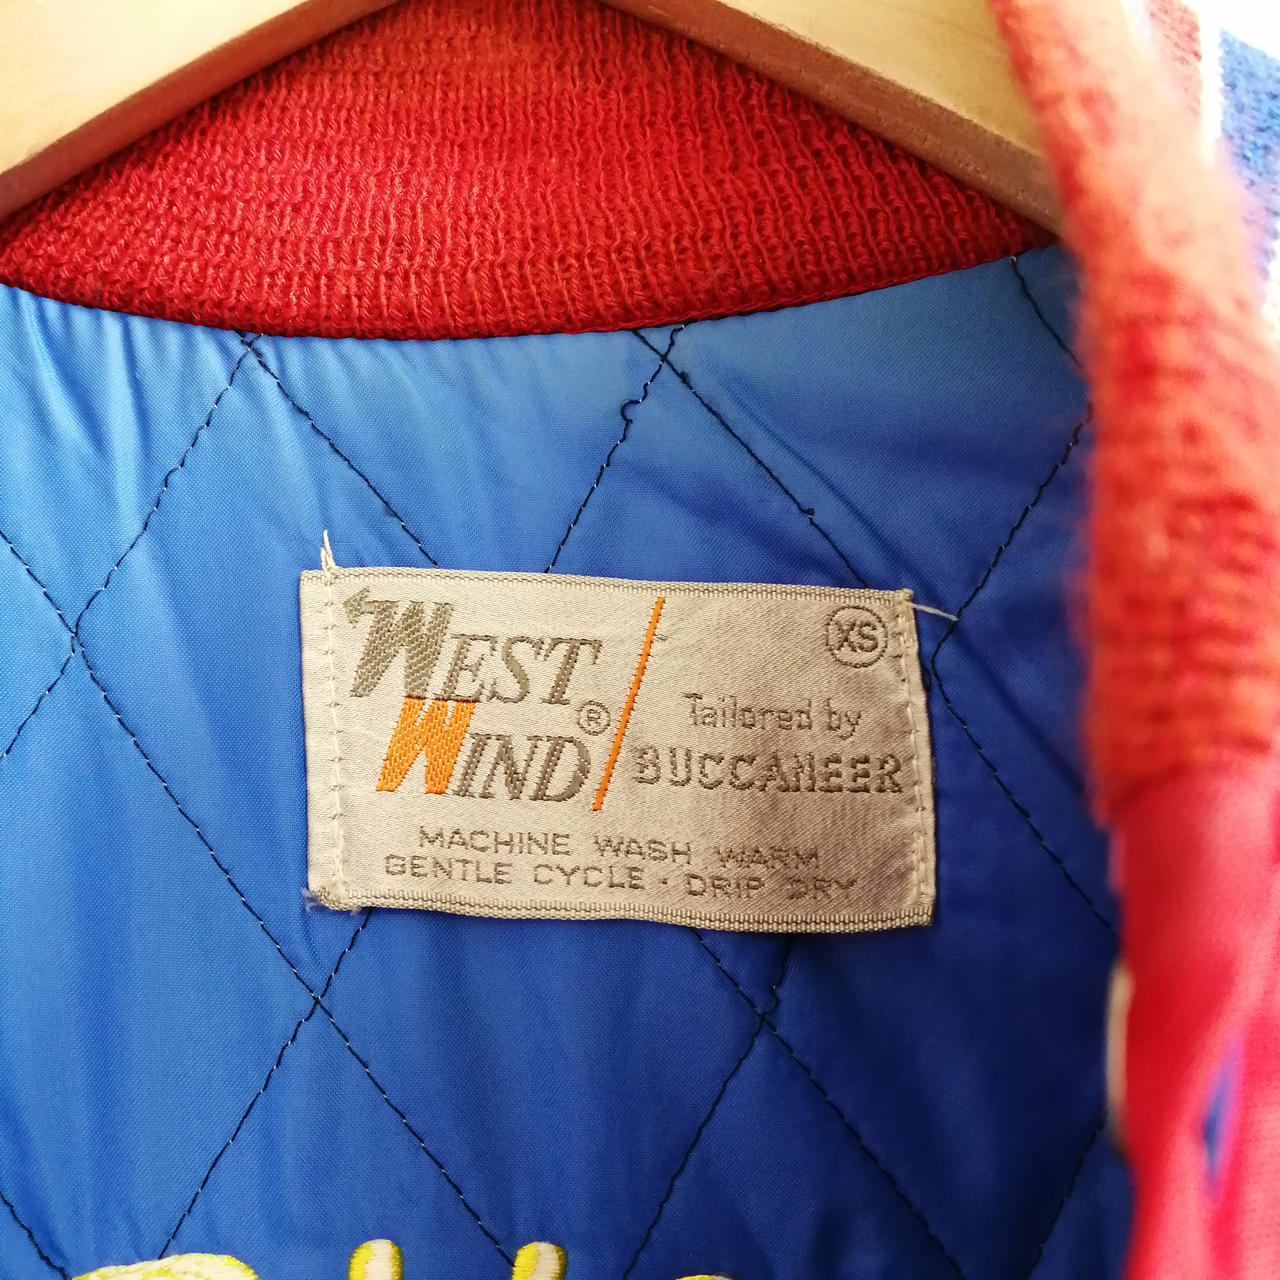 WEST
WIND®
XS
Tailored by
BUCCANEER
MACHINE WASH WARM
GENTLE CYCLE · DRIP DRY